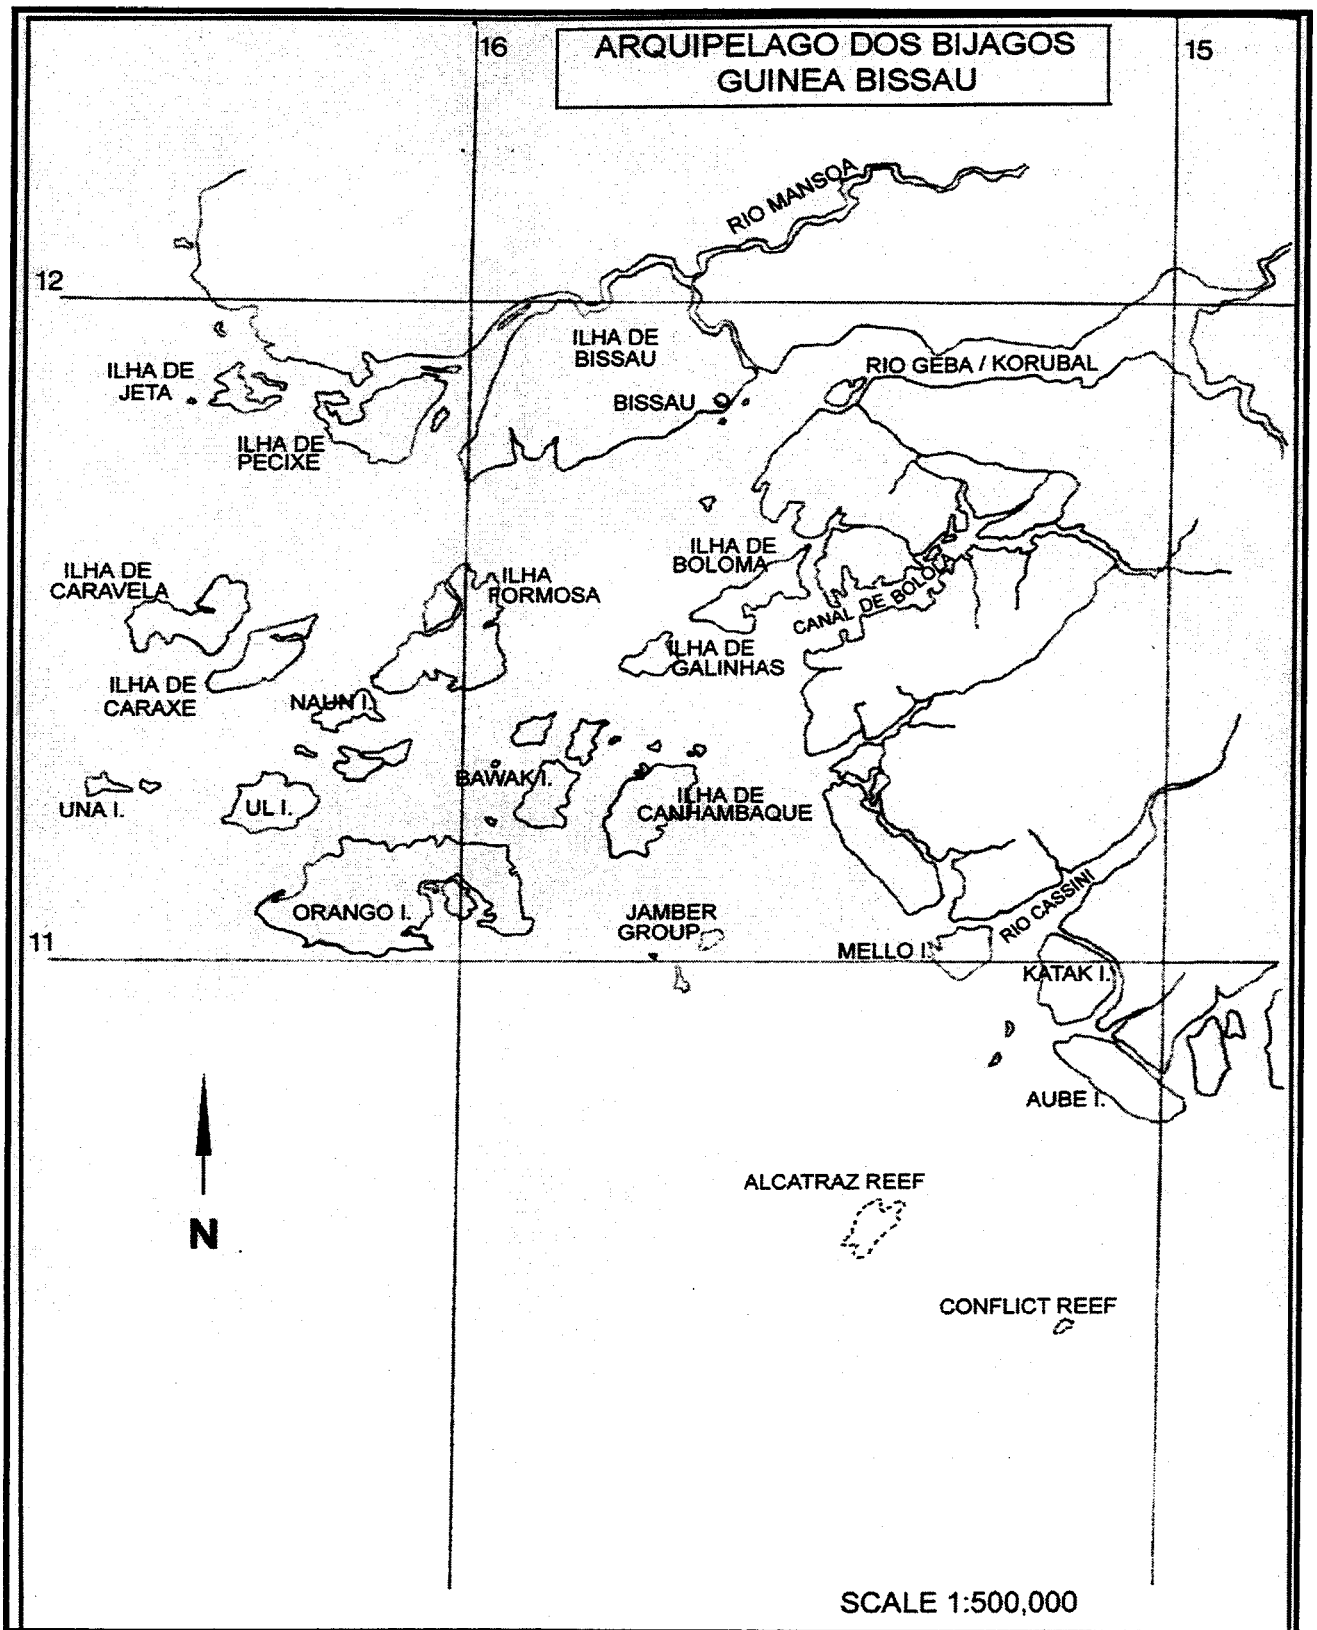 16
ARQUIPELAGO DOS BIJAGOS
GUINEA BISSAU
15
RIO MANSOA
12
ILHA DE
BISSAU
ILHA DE
JETA
RIO GEBA / KORUBAL
BISSAU
ILHA DE
PECIXE
ILHA DE
BOLOMA
ILHA DE
CARAVELA
ILHA
FORMOSA
CANAL DE BOLOLA
ILHA DE
GALINHAS
ILHA DE
CARAXE
NAUN I.
BAWAK I.
UNA I.
UL I.
ILHA DE
CANHAMBAQUE
ORANGO I.
JAMBER
GROUP
RIO CASSINI
11
MELLO I.
KATAK I.
AUBE I.
ALCATRAZ REEF
N
CONFLICT REEF
SCALE 1:500,000